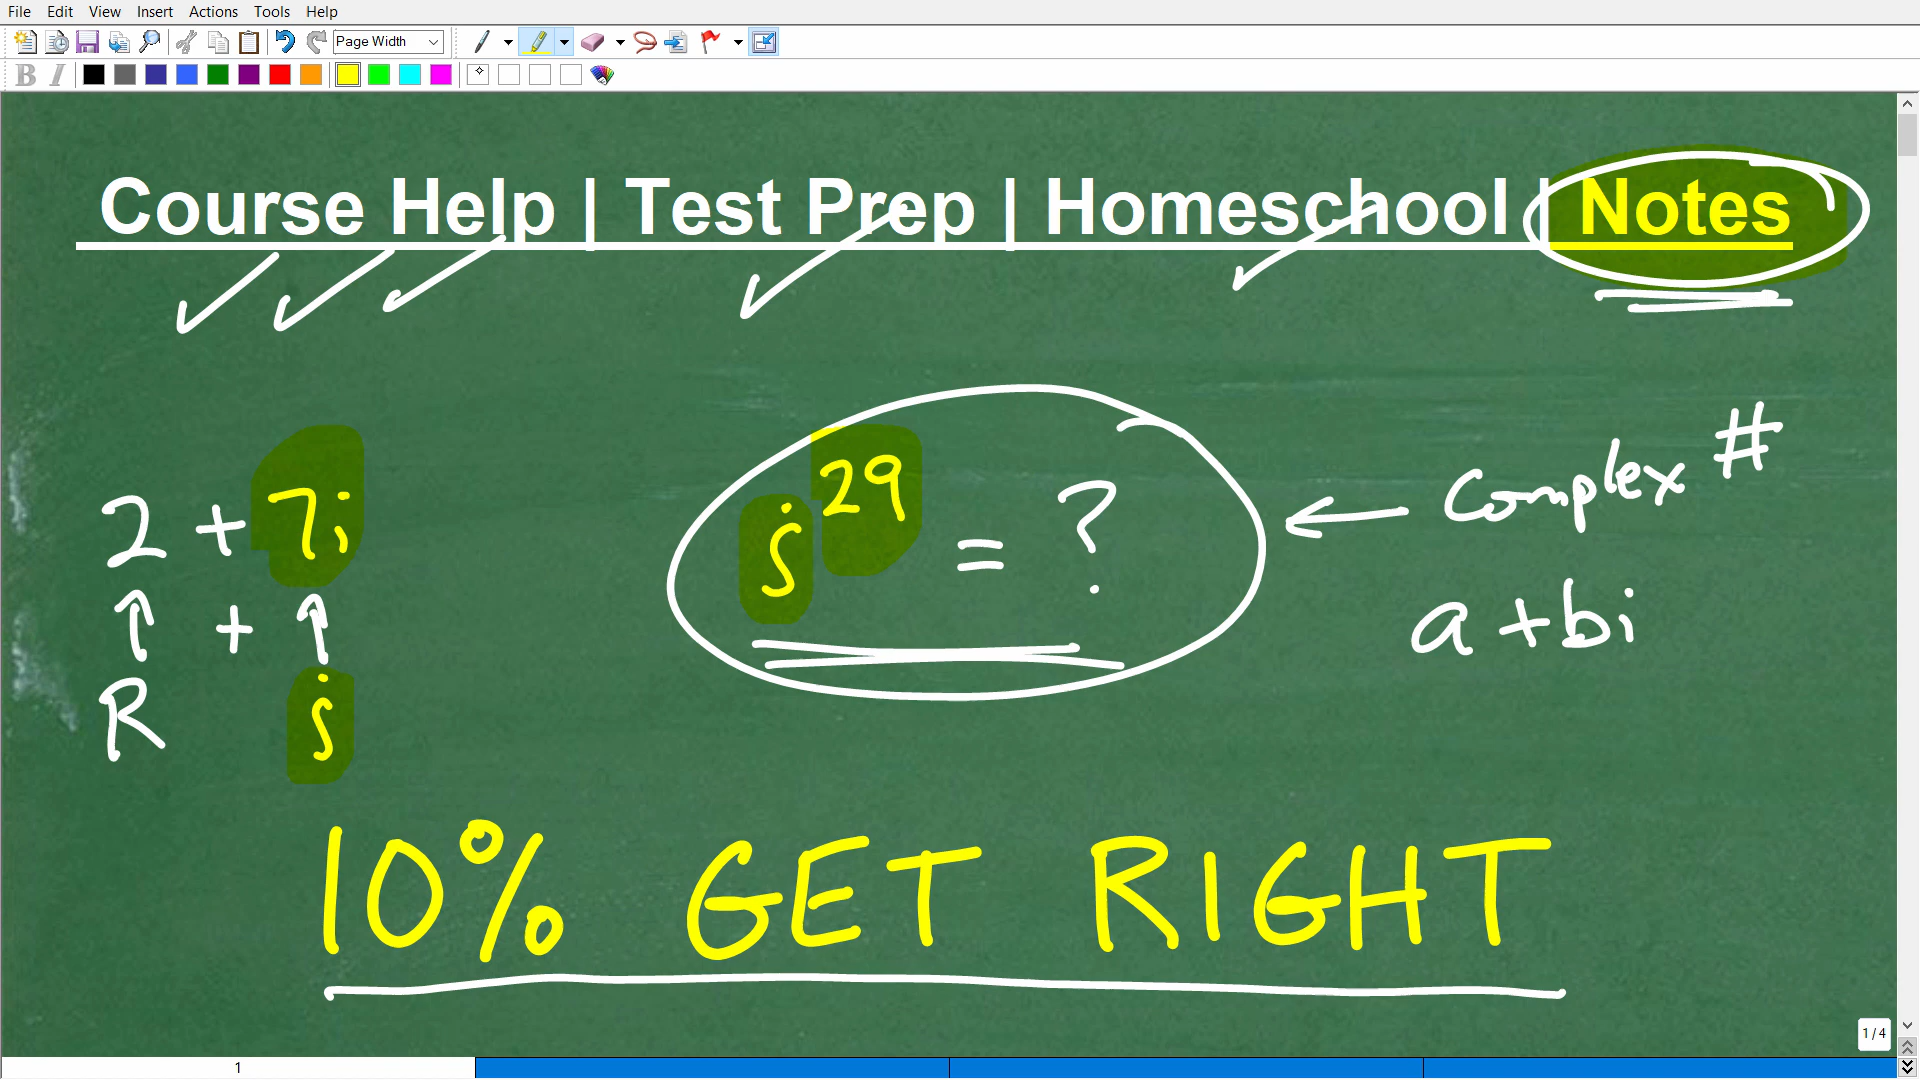 File Edit View Insert Actions Tools Help
Page Width
B I
Course Help | Test Prep | Homeschool | Notes
2 + 7i
i^29 = ?
Complex #
a + bi
+
R i
10% GET RIGHT
1 / 4
1